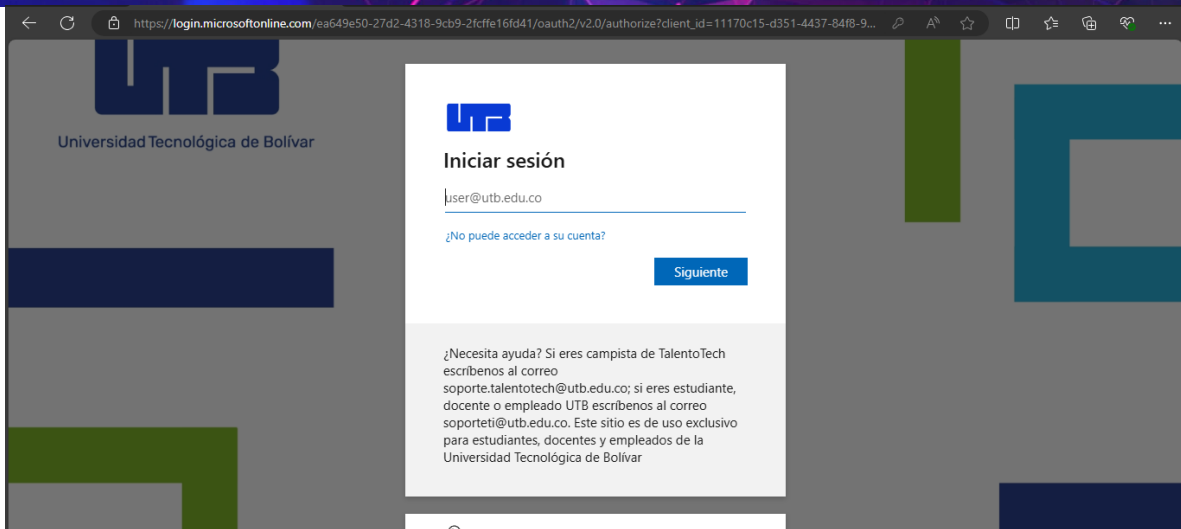 https://login.microsoftonline.com/ea649e50-27d2-4318-9cb9-2fcffe16fd41/oauth2/v2.0/authorize?client_id=11170c15-d351-4437-84f8-9...
UTB
Universidad Tecnológica de Bolívar
UTB
Iniciar sesión
user@utb.edu.co
¿No puede acceder a su cuenta?
Siguiente
¿Necesita ayuda? Si eres campista de TalentoTech
escríbenos al correo
soporte.talentotech@utb.edu.co; si eres estudiante,
docente o empleado UTB escríbenos al correo
soporteti@utb.edu.co. Este sitio es de uso exclusivo
para estudiantes, docentes y empleados de la
Universidad Tecnológica de Bolívar